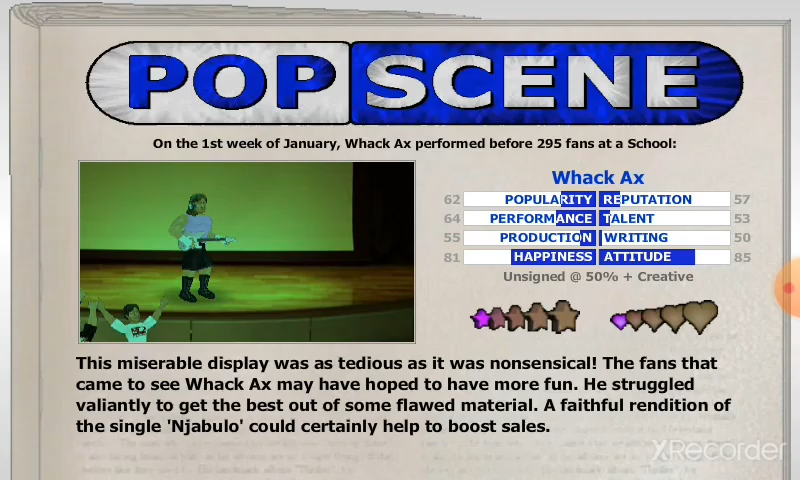 POP SCENE
On the 1st week of January, Whack Ax performed before 295 fans at a School:
Whack Ax
62 POPULARITY REPUTATION 57
64 PERFORMANCE TALENT 53
55 PRODUCTION WRITING 50
81 HAPPINESS ATTITUDE 85
Unsigned @ 50% + Creative
This miserable display was as tedious as it was nonsensical! The fans that
came to see Whack Ax may have hoped to have more fun. He struggled
valiantly to get the best out of some flawed material. A faithful rendition of
the single 'Njabulo' could certainly help to boost sales.
XRecorder